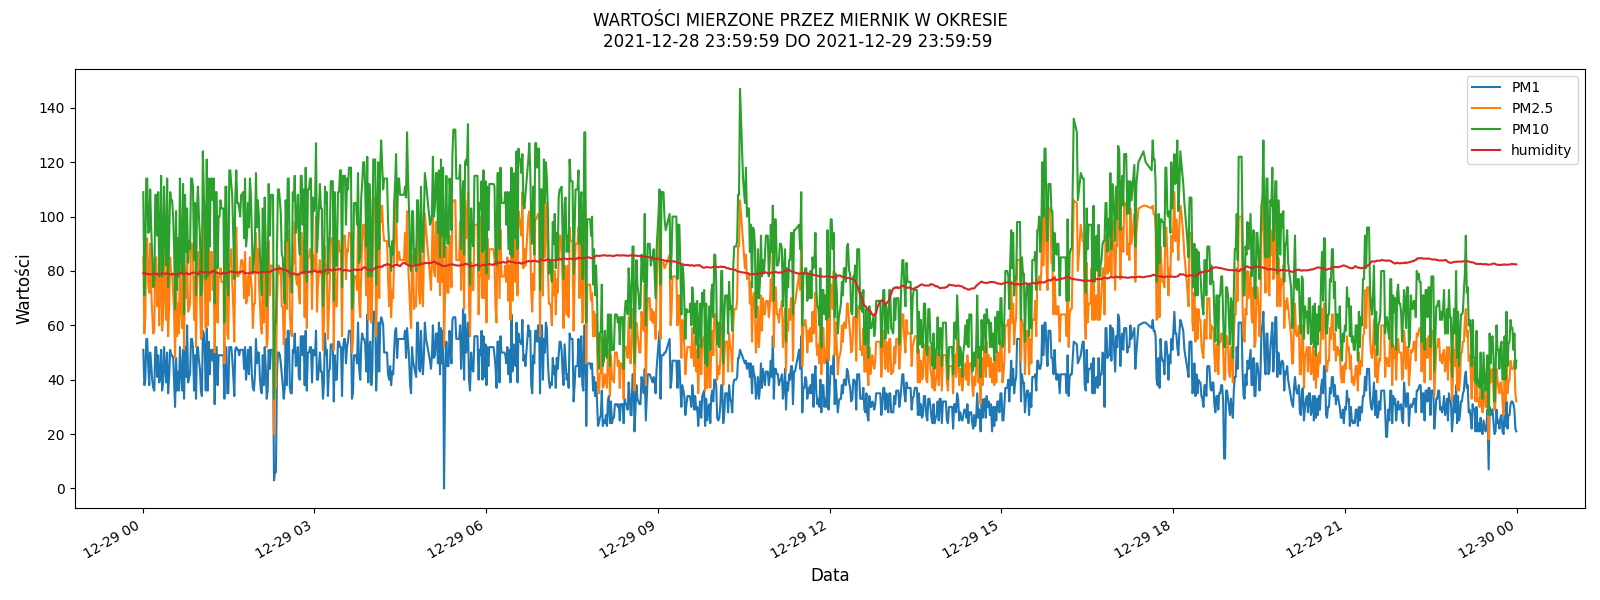 WARTOŚCI MIERZONE PRZEZ MIERNIK W OKRESIE
2021-12-28 23:59:59 DO 2021-12-29 23:59:59
PM1
PM2.5
PM10
humidity
Wartości
140
120
100
80
60
40
20
0
12-29 00
12-29 03
12-29 06
12-29 09
12-29 12
12-29 15
12-29 18
12-29 21
12-30 00
Data